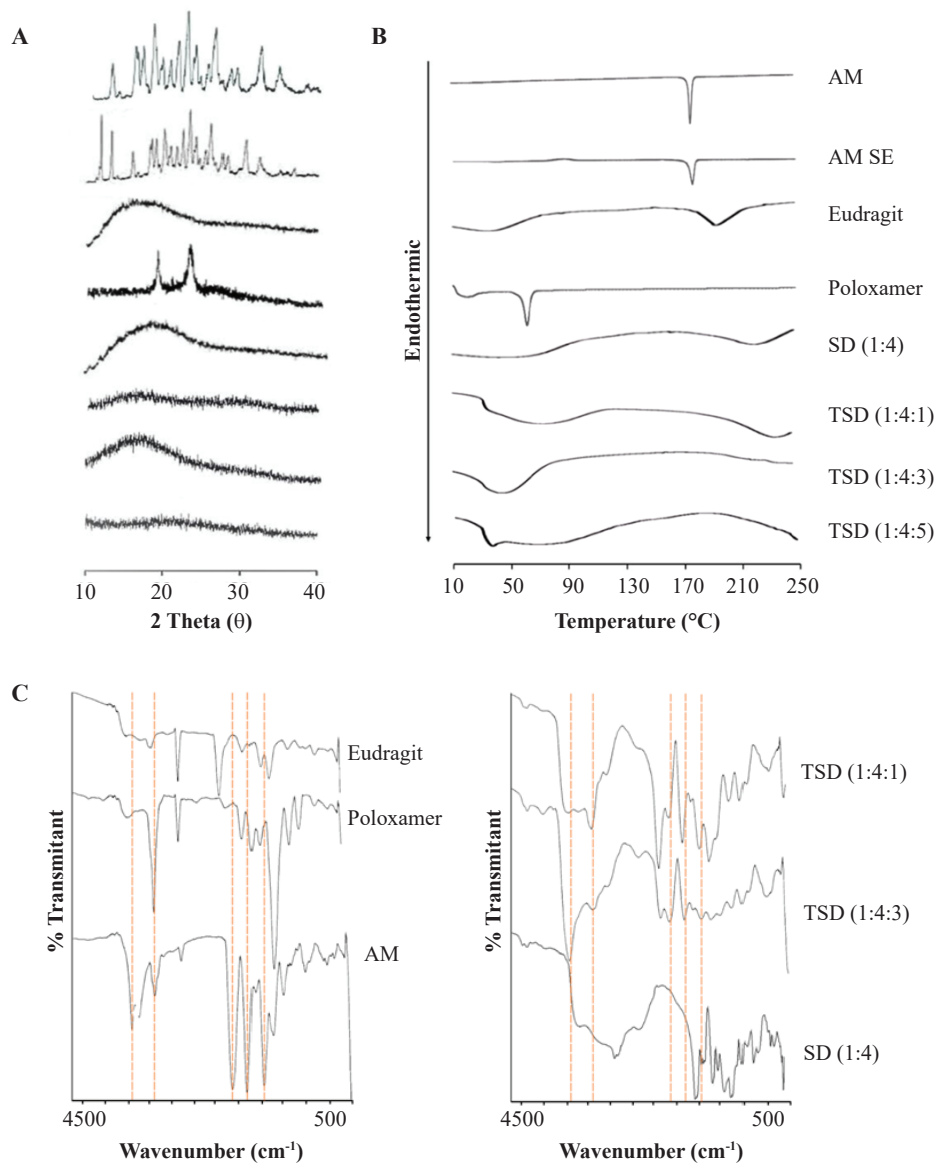 A
B
AM
AM SE
Eudragit
Poloxamer
SD (1:4)
TSD (1:4:1)
TSD (1:4:3)
TSD (1:4:5)
Endothermic
10 20 30 40
2 Theta (θ)
10 50 90 130 170 210 250
Temperature (°C)
C
Eudragit
Poloxamer
AM
% Transmitant
4500 500
Wavenumber (cm⁻¹)
TSD (1:4:1)
TSD (1:4:3)
SD (1:4)
% Transmitant
4500 500
Wavenumber (cm⁻¹)